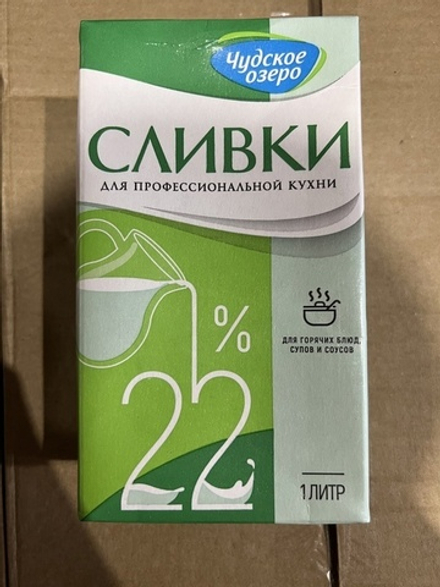 Чудское
озеро
СЛИВКИ
ДЛЯ ПРОФЕССИОНАЛЬНОЙ КУХНИ
%
22
ДЛЯ ГОРЯЧИХ БЛЮД,
СУПОВ И СОУСОВ
1 ЛИТР